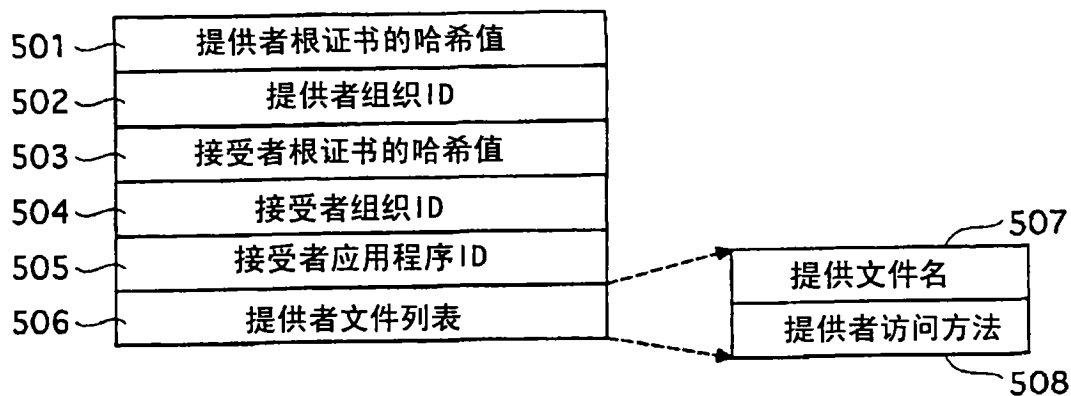 501 提供者根证书的哈希值
502 提供者组织ID
503 接受者根证书的哈希值
504 接受者组织ID
505 接受者应用程序ID
506 提供者文件列表
507
提供文件名
提供者访问方法
508